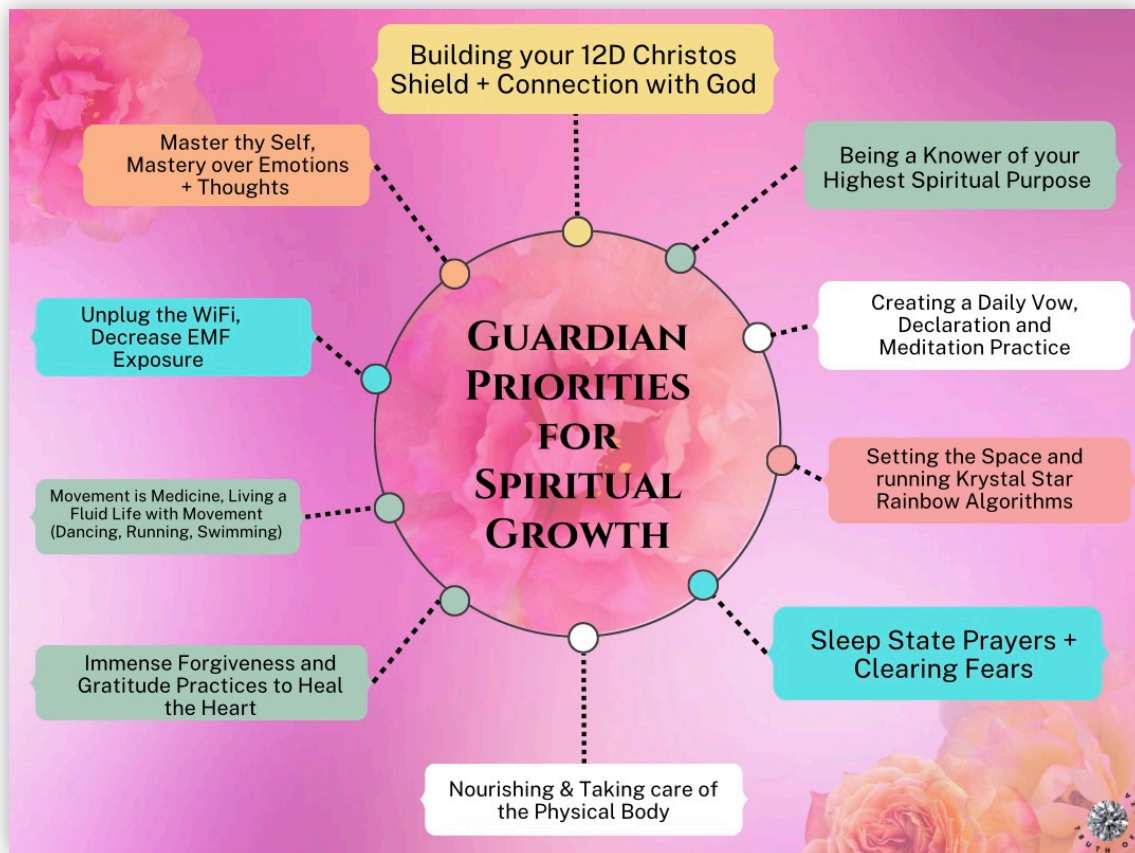 Building your 12D Christos
Shield + Connection with God
Master thy Self,
Mastery over Emotions
+ Thoughts
Being a Knower of your
Highest Spiritual Purpose
Unplug the WiFi,
Decrease EMF
Exposure
Creating a Daily Vow,
Declaration and
Meditation Practice
GUARDIAN
PRIORITIES
FOR
SPIRITUAL
GROWTH
Setting the Space and
running Krystal Star
Rainbow Algorithms
Movement is Medicine, Living a
Fluid Life with Movement
(Dancing, Running, Swimming)
Sleep State Prayers +
Clearing Fears
Immense Forgiveness and
Gratitude Practices to Heal
the Heart
Nourishing & Taking care of
the Physical Body
TRUTH OF